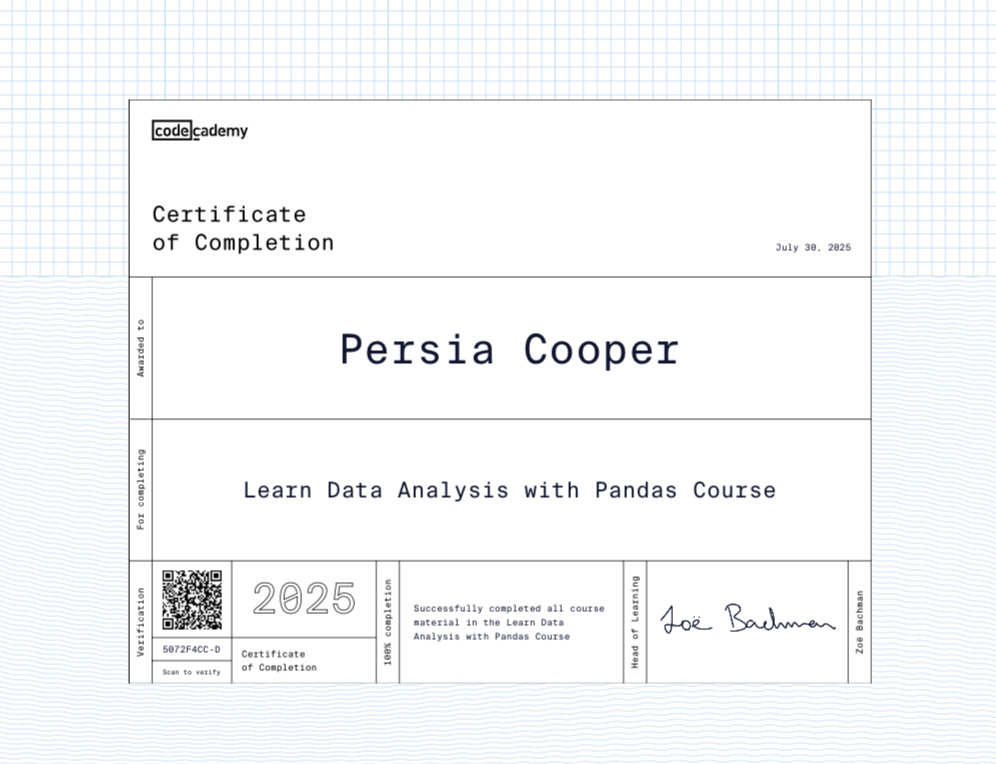 codecademy
Certificate
of Completion
July 30, 2025
Awarded to
Persia Cooper
For completing
Learn Data Analysis with Pandas Course
Verification
5072F4CC-D
Scan to verify
2025
Certificate
of Completion
100% completion
Successfully completed all course
material in the Learn Data
Analysis with Pandas Course
Head of Learning
Zoë Bachman
Zoë Bachman